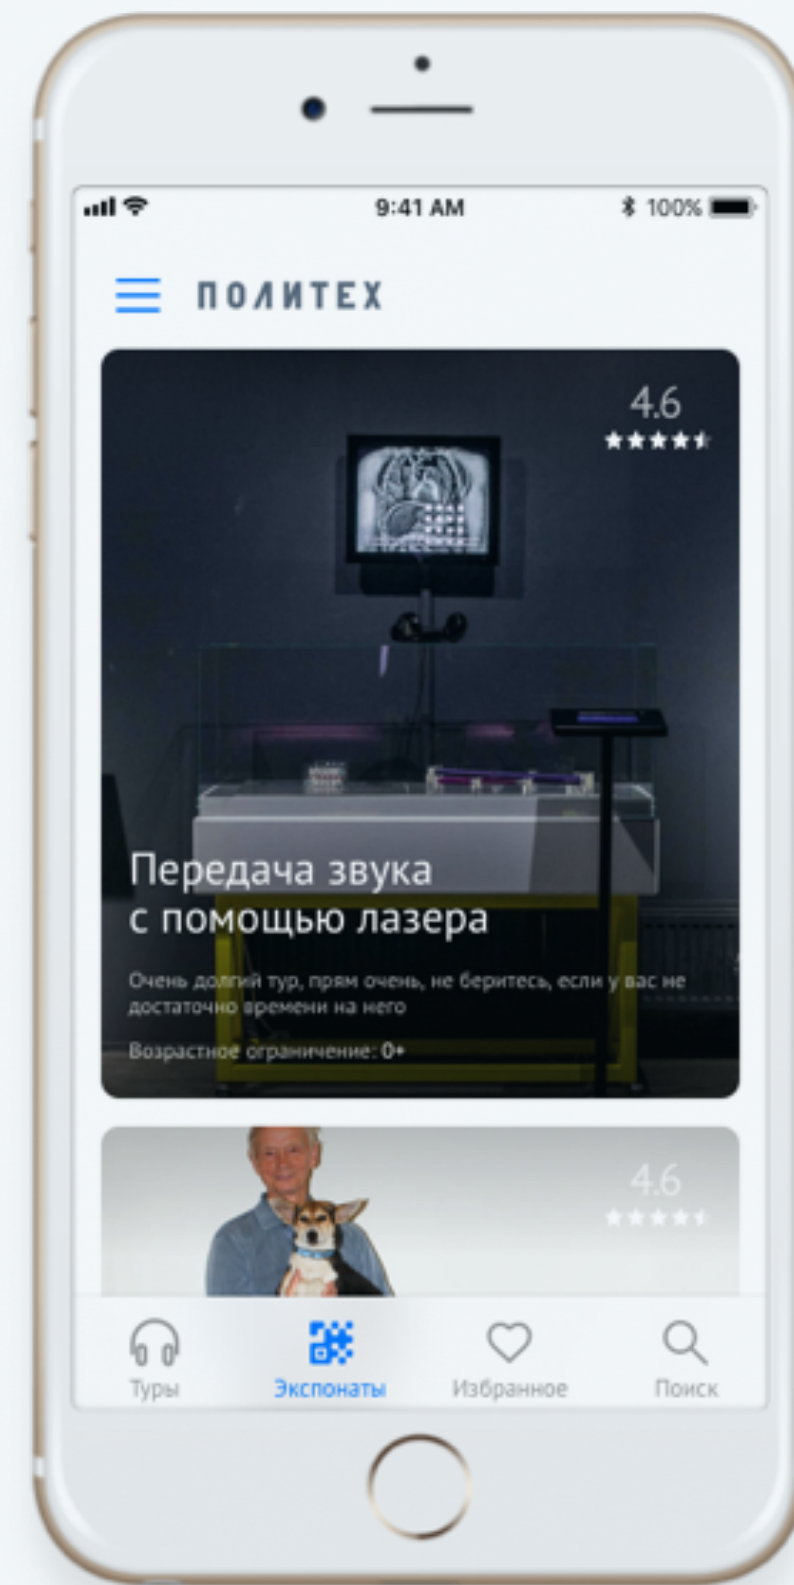 9:41 AM
100%
ПОЛИТЕХ
4.6
Передача звука
с помощью лазера
Очень долгий тур, прям очень, не беритесь, если у вас не
достаточно времени на него
Возрастное ограничение: 0+
4.6
Туры
Экспонаты
Избранное
Поиск